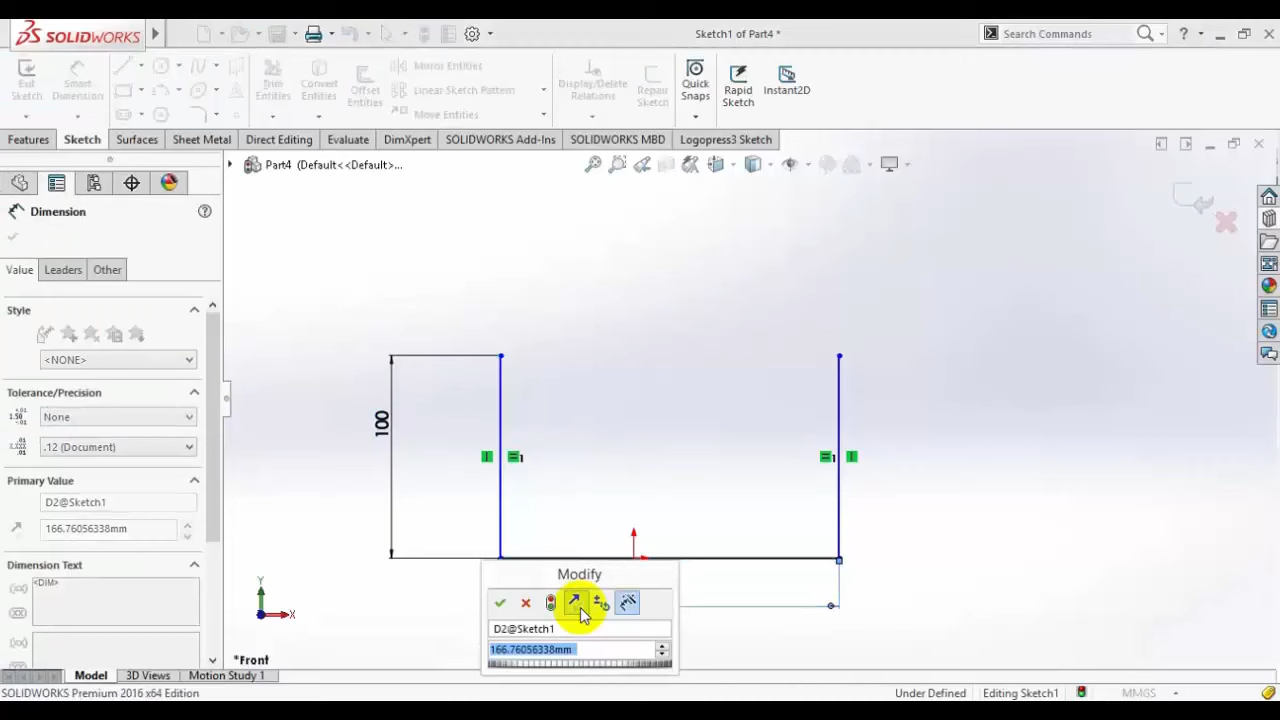 SOLIDWORKS
Sketch1 of Part4 *
Search Commands
Exit Sketch
Smart Dimension
Trim Entities
Convert Entities
Offset Entities
Mirror Entities
Linear Sketch Pattern
Move Entities
Display/Delete Relations
Repair Sketch
Quick Snaps
Rapid Sketch
Instant2D
Features
Sketch
Surfaces
Sheet Metal
Direct Editing
Evaluate
DimXpert
SOLIDWORKS Add-Ins
SOLIDWORKS MBD
Logopress3 Sketch
Part4 (Default<<Default>...
Dimension
Value
Leaders
Other
Style
<NONE>
Tolerance/Precision
None
.12 (Document)
Primary Value
D2@Sketch1
166.76056338mm
Dimension Text
<DIM>
100
1
1
Y
X
*Front
Modify
D2@Sketch1
166.76056338mm
Model
3D Views
Motion Study 1
SOLIDWORKS Premium 2016 x64 Edition
Under Defined
Editing Sketch1
MMGS